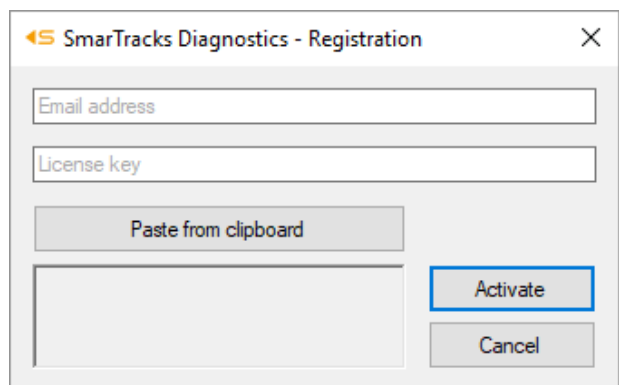 SmarTracks Diagnostics - Registration
Email address
License key
Paste from clipboard
Activate
Cancel